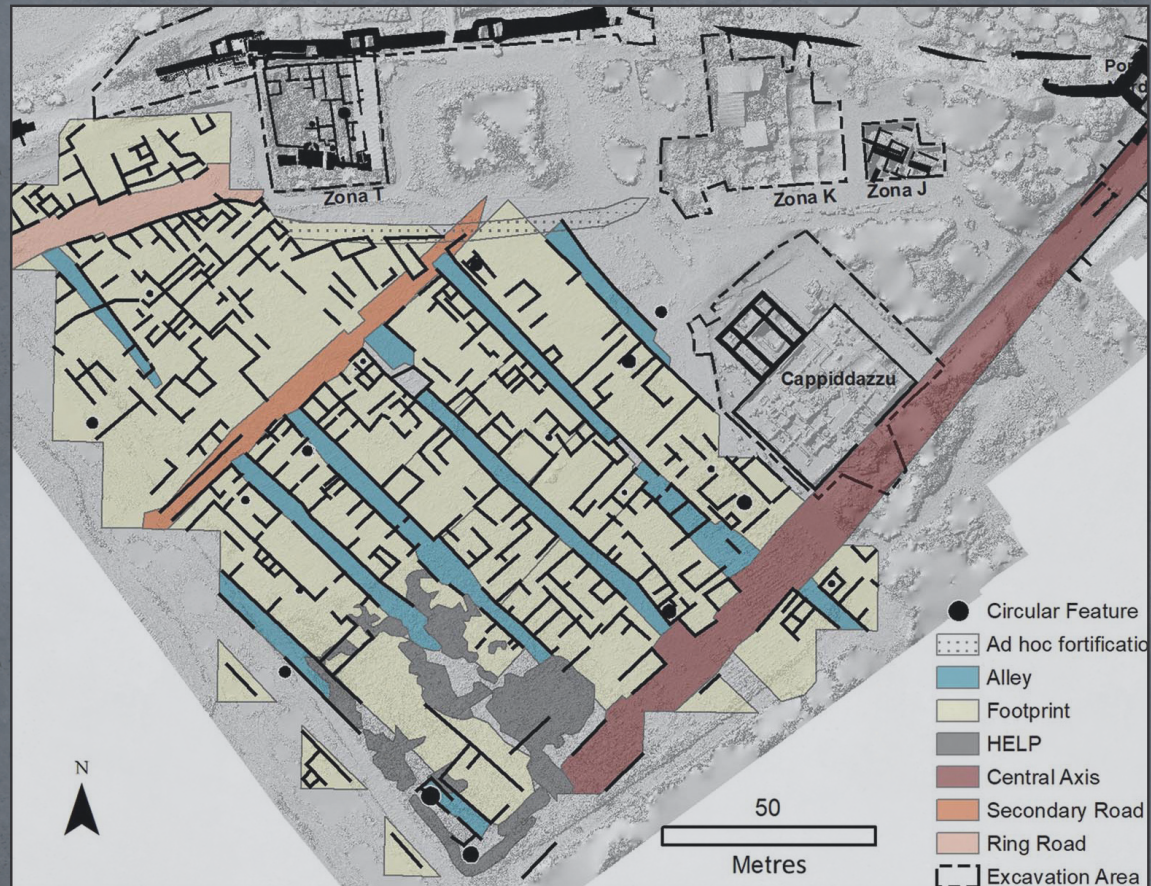 Zona T
Zona K
Zona J
Cappiddazzu
Circular Feature
Ad hoc fortificatio
Alley
Footprint
HELP
Central Axis
Secondary Road
Ring Road
Excavation Area
N
50
Metres